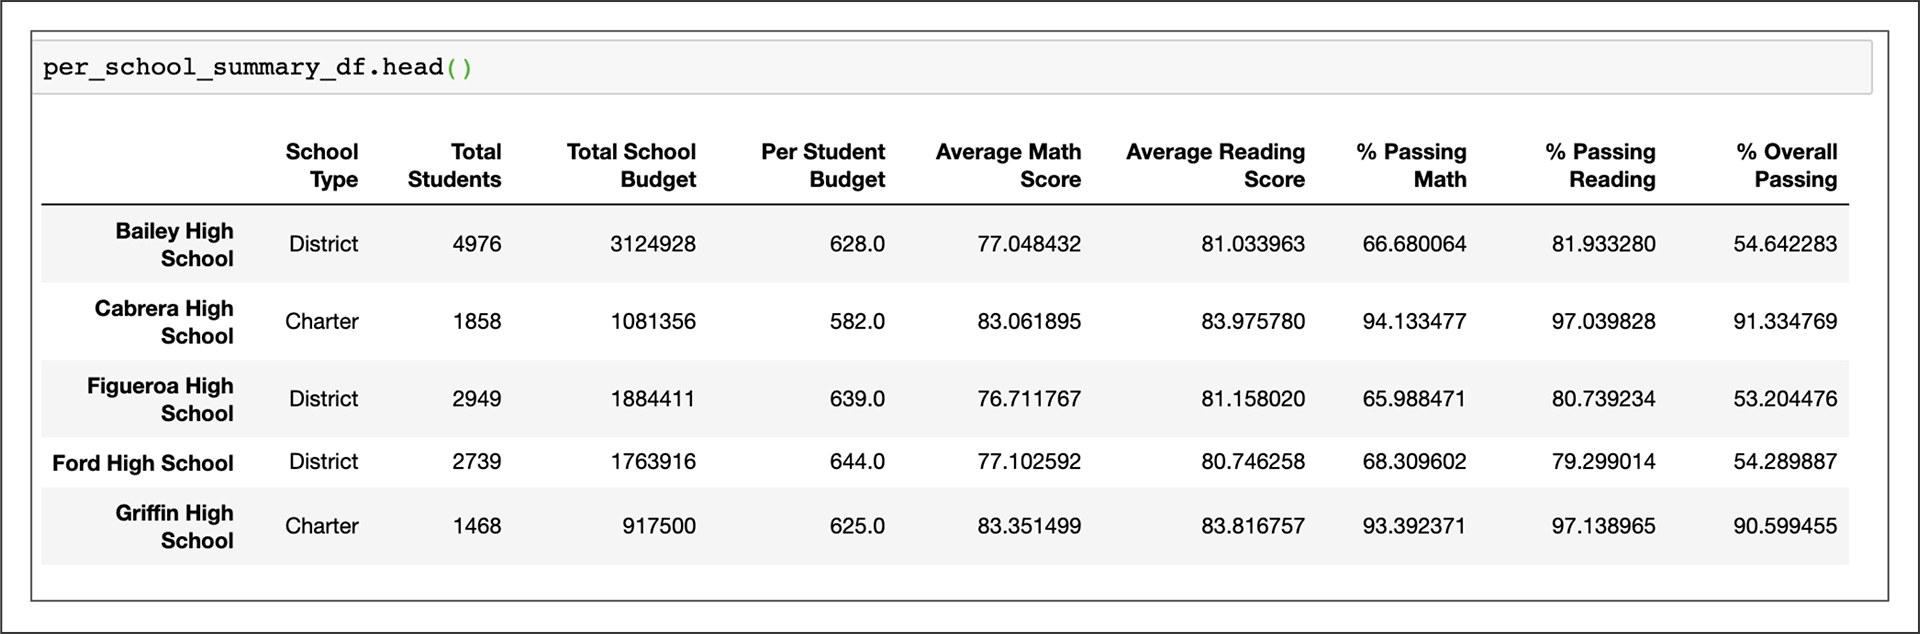 per_school_summary_df.head()
School Type Total Students Total School Budget Per Student Budget Average Math Score Average Reading Score % Passing Math % Passing Reading % Overall Passing
Bailey High School District 4976 3124928 628.0 77.048432 81.033963 66.680064 81.933280 54.642283
Cabrera High School Charter 1858 1081356 582.0 83.061895 83.975780 94.133477 97.039828 91.334769
Figueroa High School District 2949 1884411 639.0 76.711767 81.158020 65.988471 80.739234 53.204476
Ford High School District 2739 1763916 644.0 77.102592 80.746258 68.309602 79.299014 54.289887
Griffin High School Charter 1468 917500 625.0 83.351499 83.816757 93.392371 97.138965 90.599455